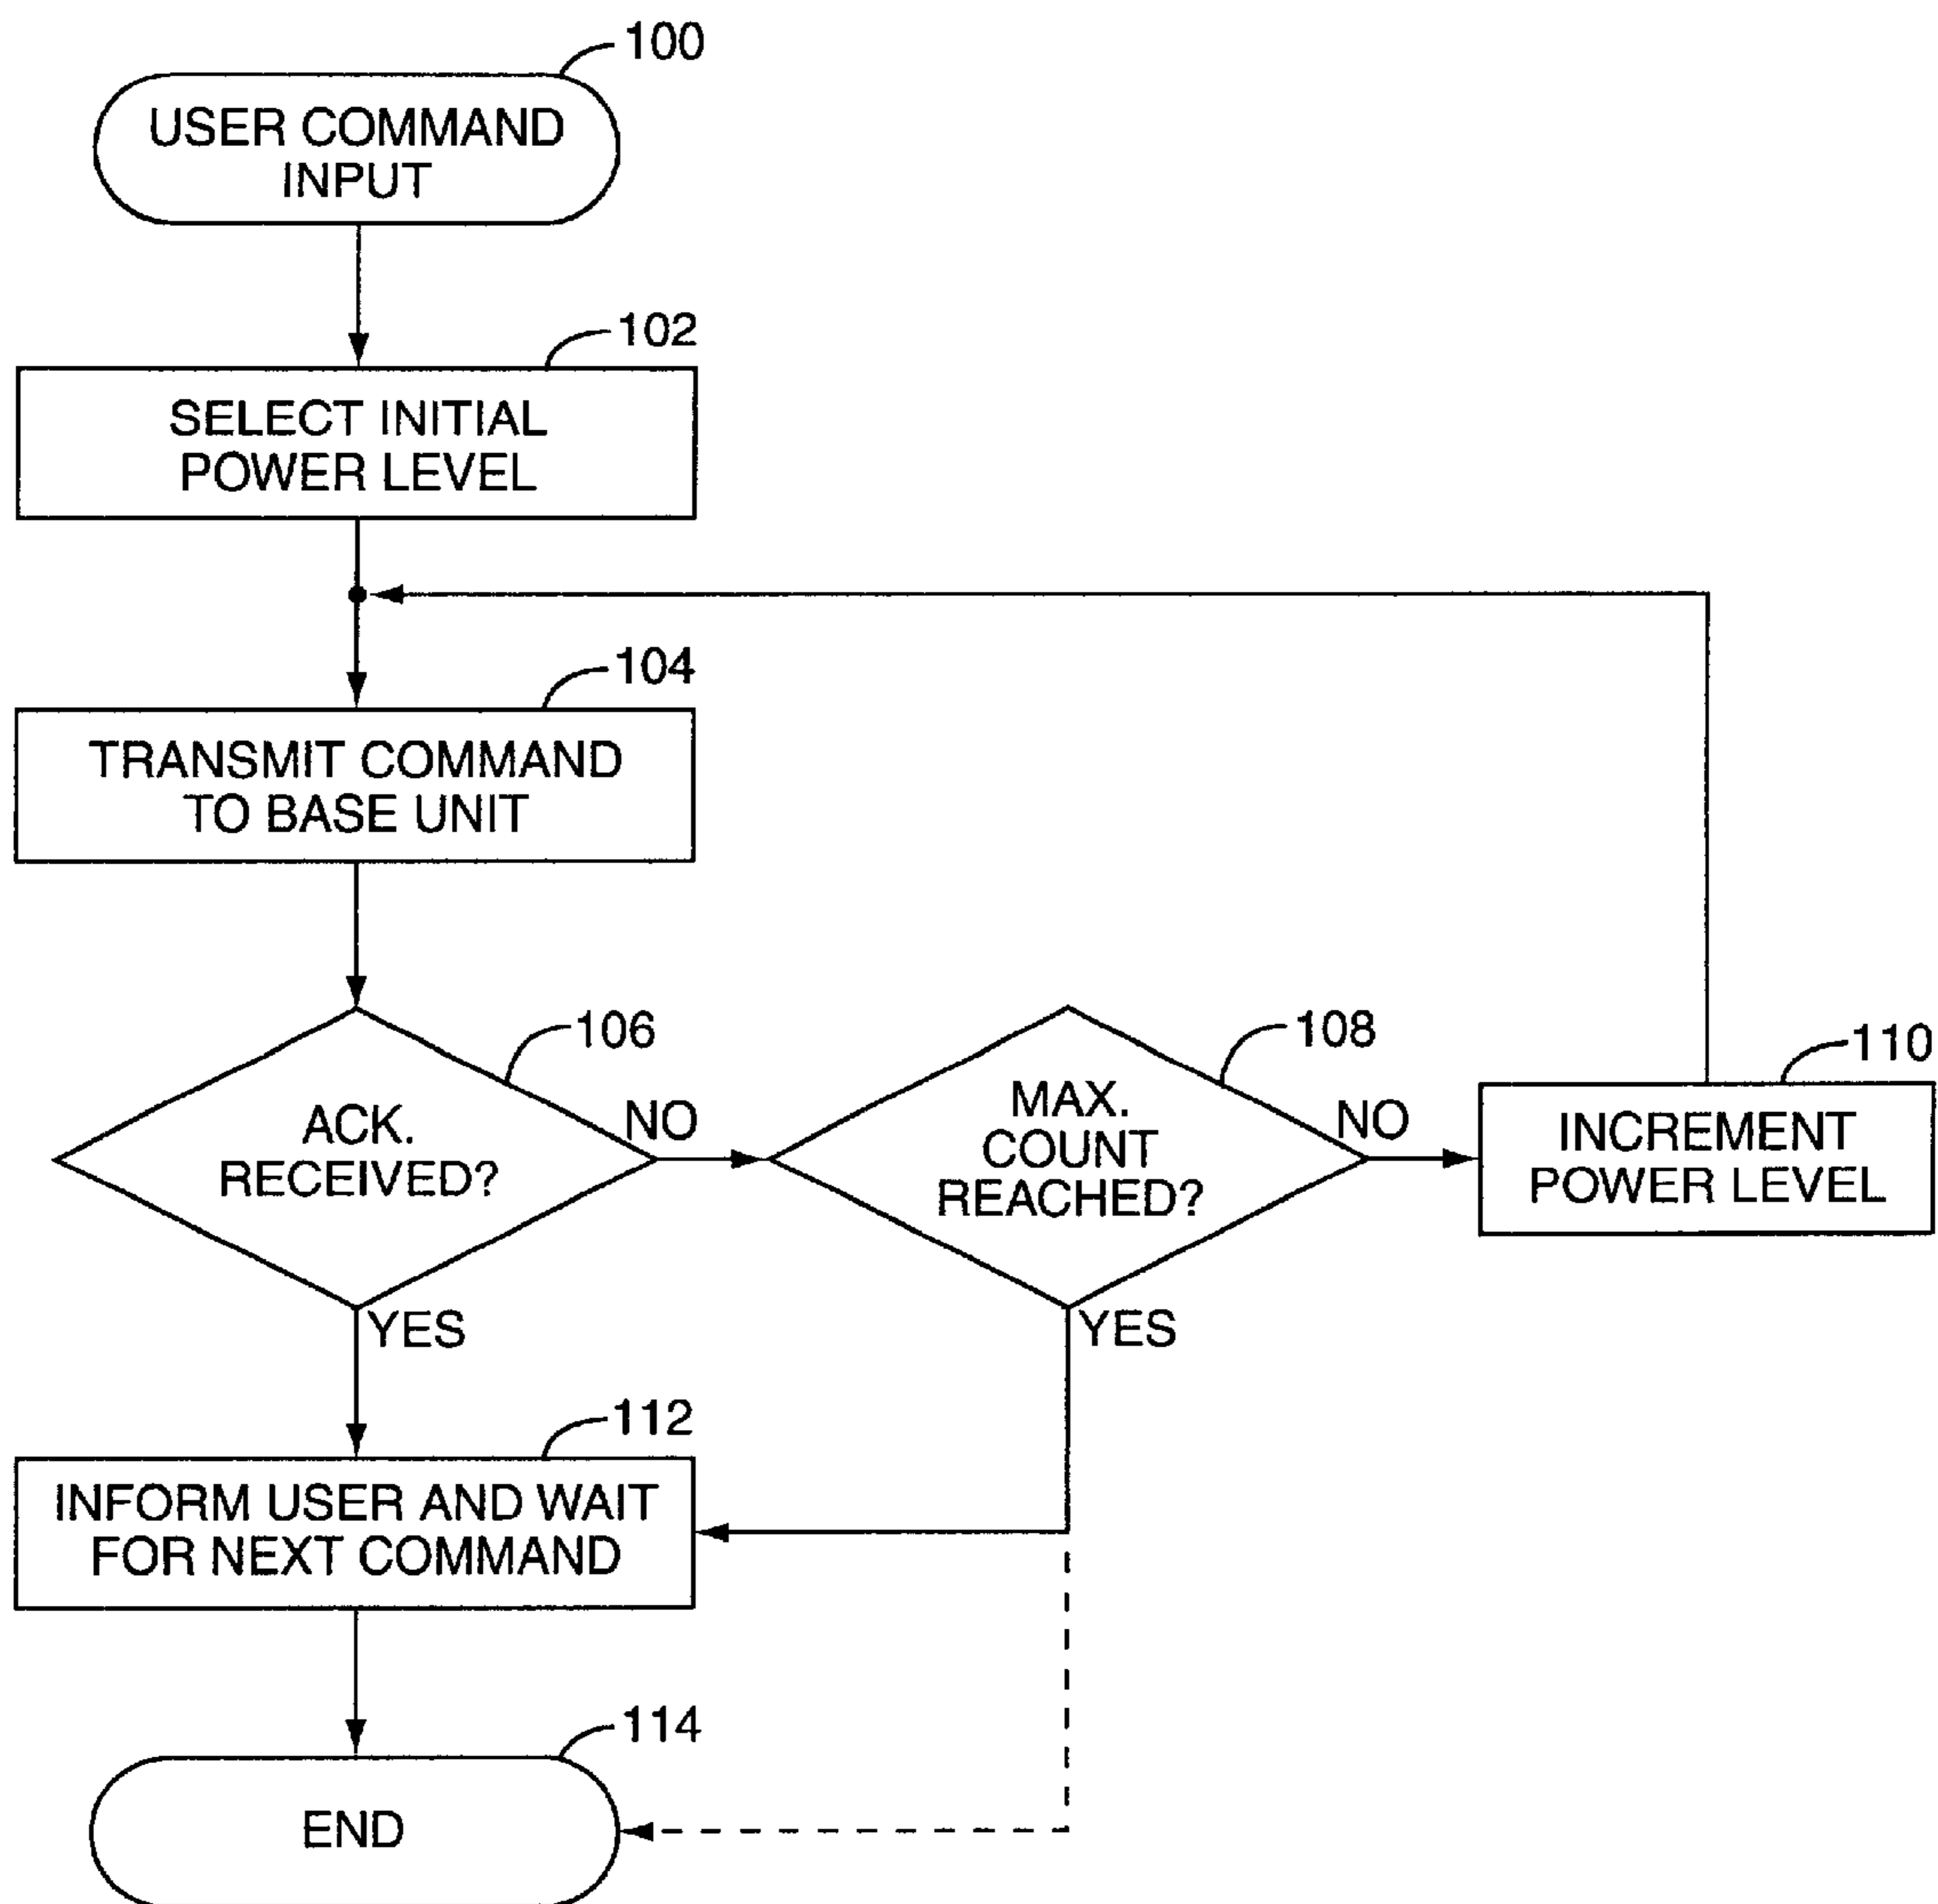 100
USER COMMAND
INPUT
102
SELECT INITIAL
POWER LEVEL
104
TRANSMIT COMMAND
TO BASE UNIT
106
ACK.
RECEIVED?
NO
YES
108
MAX.
COUNT
REACHED?
NO
YES
110
INCREMENT
POWER LEVEL
112
INFORM USER AND WAIT
FOR NEXT COMMAND
114
END